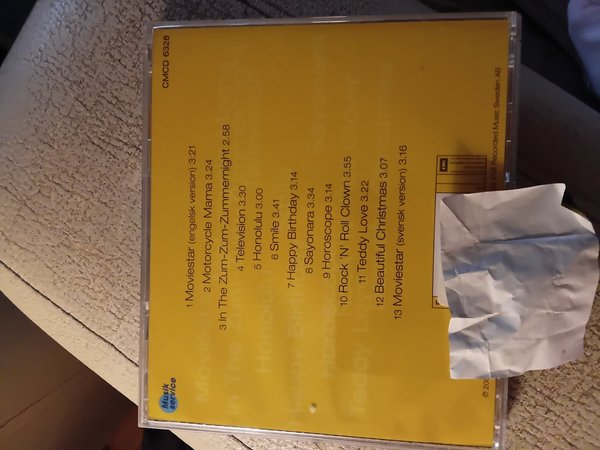 CMCD 6328
1 Moviestar (engelsk version) 3.21
2 Motorcycle Mama 3.24
3 In The Zum-Zum-Zummernight 2.58
4 Television 3.30
5 Honolulu 3.00
6 Smile 3.41
7 Happy Birthday 3.14
8 Sayonara 3.34
9 Horoscope 3.14
10 Rock 'N' Roll Clown 3.55
11 Teddy Love 3.22
12 Beautiful Christmas 3.07
13 Moviestar (svensk version) 3.16
Musik
service
EMI Recorded Music Sweden AB